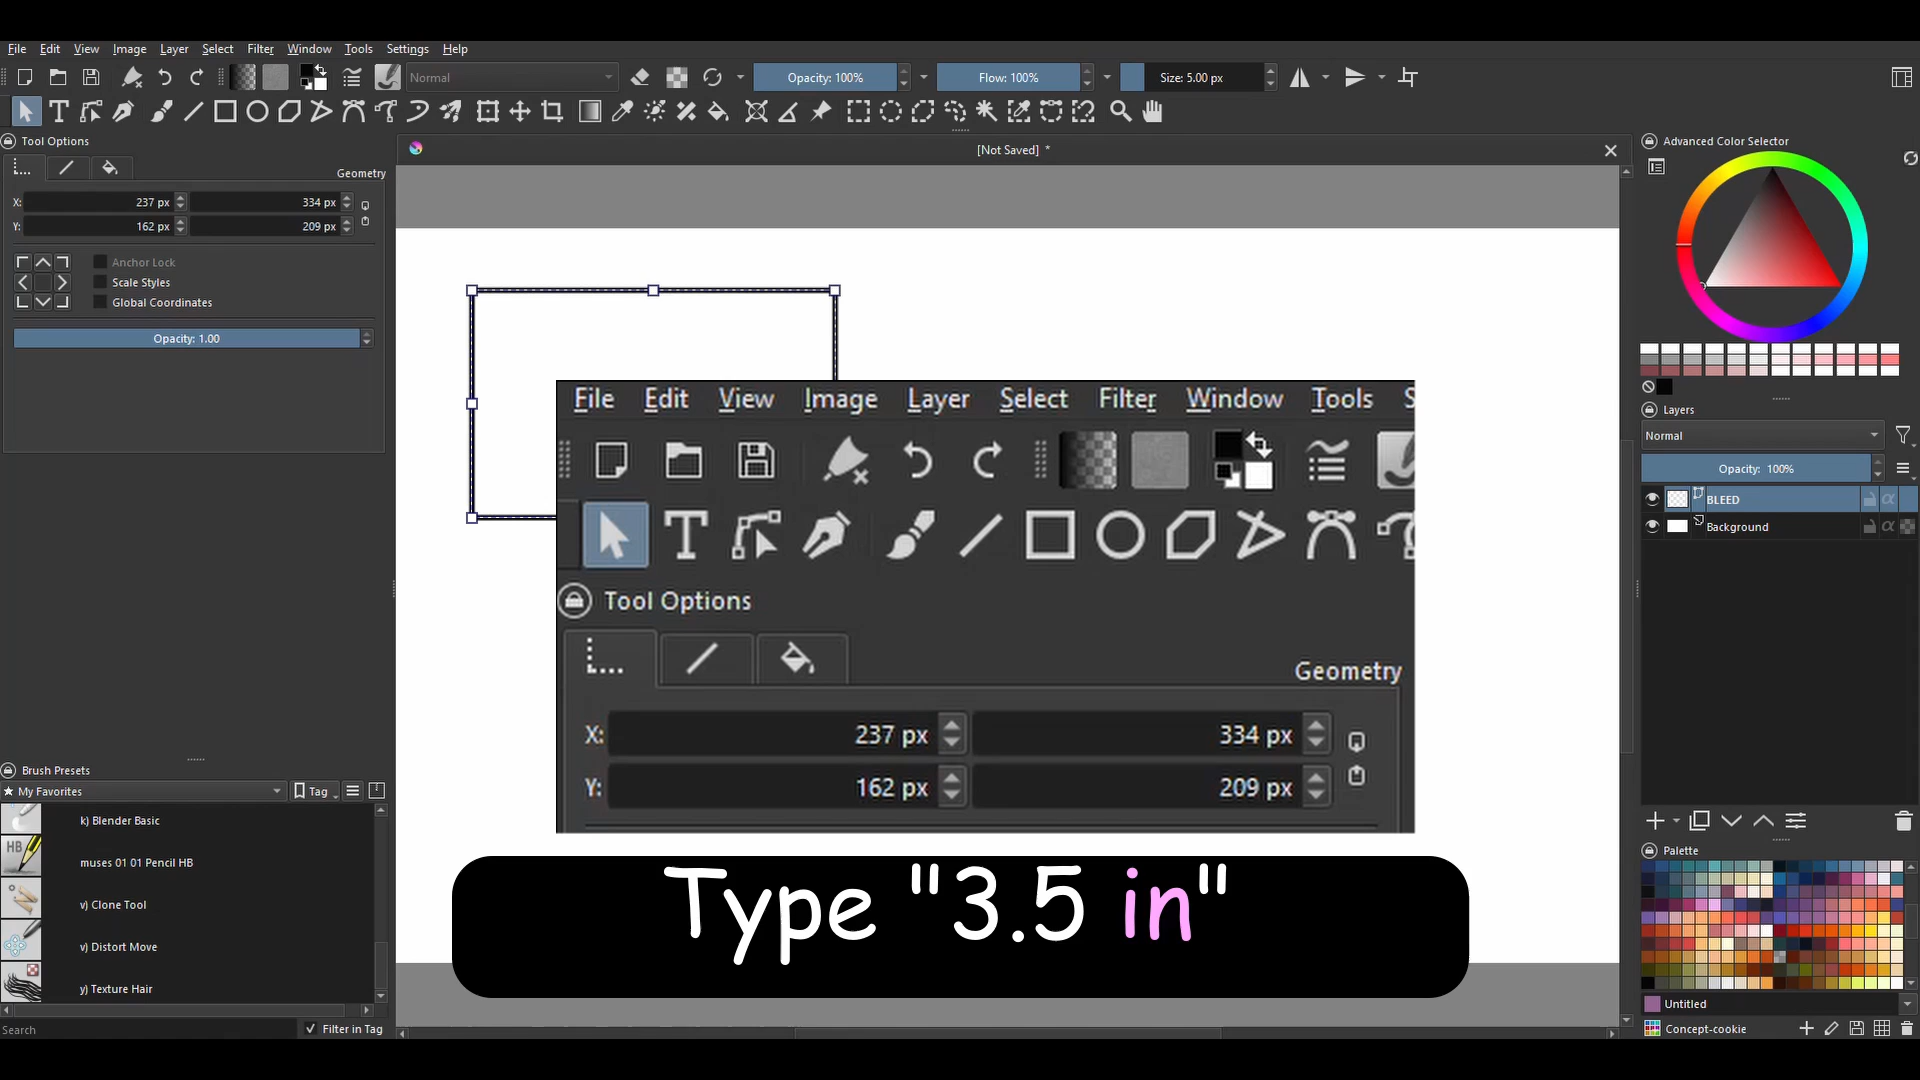 File Edit View Image Layer Select Filter Window Tools Settings Help
Normal Opacity: 100% Flow: 100% Size: 5.00 px
Tool Options
[Not Saved] *
Geometry
X: 237 px 334 px
Y: 162 px 209 px
Anchor Lock
Scale Styles
Global Coordinates
Opacity: 1.00
Brush Presets
My Favorites Tag
k) Blender Basic
HB muses 01 01 Pencil HB
v) Clone Tool
v) Distort Move
y) Texture Hair
Search Filter in Tag
File Edit View Image Layer Select Filter Window Tools S
Tool Options
Geometry
X: 237 px 334 px
Y: 162 px 209 px
Type "3.5 in"
Advanced Color Selector
Layers
Normal
Opacity: 100%
BLEED
Background
Palette
Untitled
Concept-cookie